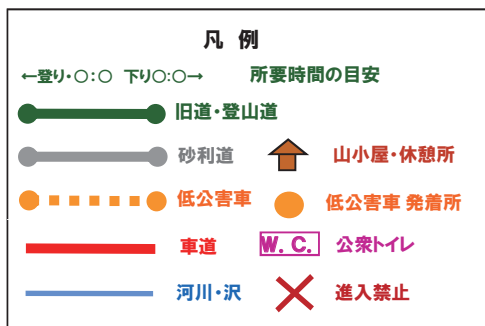 凡 例
←登り・○:○ 下り○:○→ 所要時間の目安
旧道・登山道
砂利道 山小屋・休憩所
低公害車 低公害車 発着所
車道 W.C. 公衆トイレ
河川・沢 進入禁止